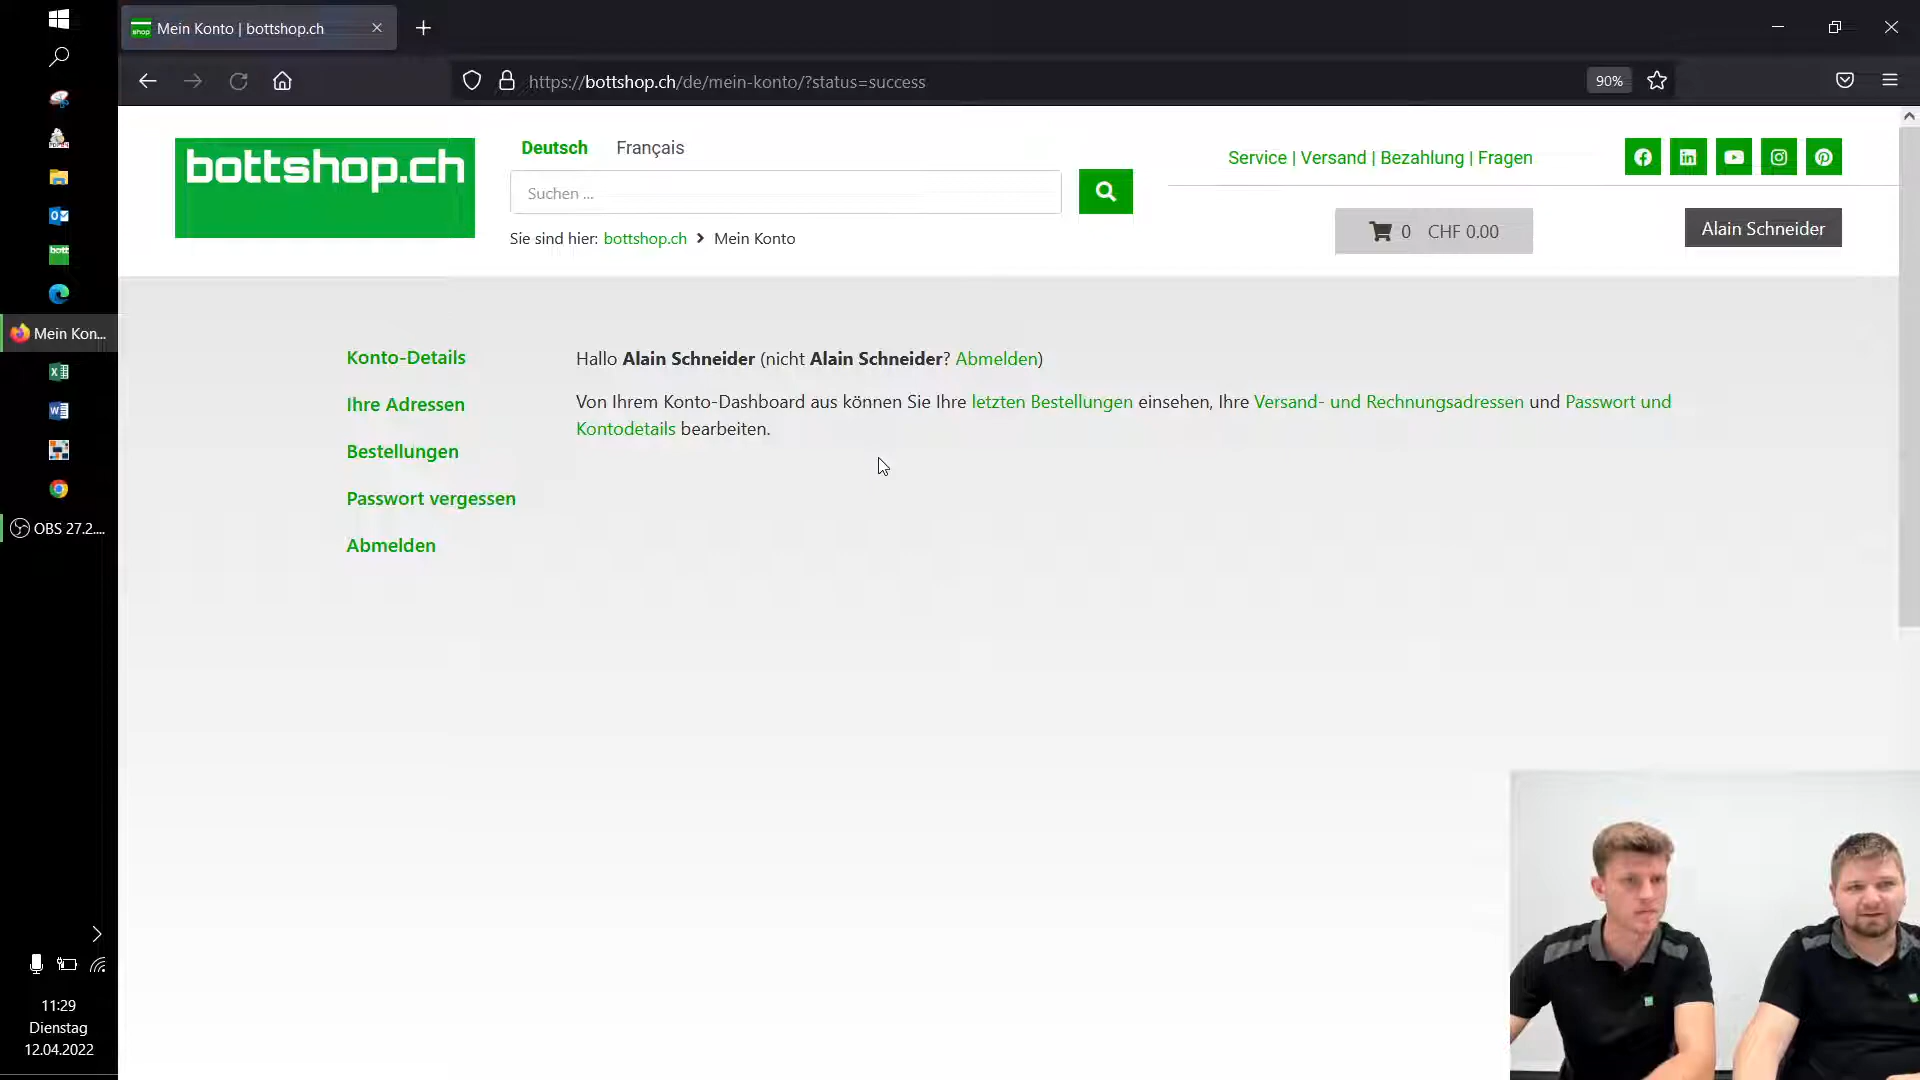 Mein Konto | bottshop.ch
https://bottshop.ch/de/mein-konto/?status=success
90%
bottshop.ch
Deutsch Français
Suchen ...
Sie sind hier: bottshop.ch > Mein Konto
Service | Versand | Bezahlung | Fragen
0 CHF 0.00
Alain Schneider
Konto-Details
Ihre Adressen
Bestellungen
Passwort vergessen
Abmelden
Hallo Alain Schneider (nicht Alain Schneider? Abmelden)
Von Ihrem Konto-Dashboard aus können Sie Ihre letzten Bestellungen einsehen, Ihre Versand- und Rechnungsadressen und Passwort und
Kontodetails bearbeiten.
bott
Mein Kon...
OBS 27.2....
11:29
Dienstag
12.04.2022